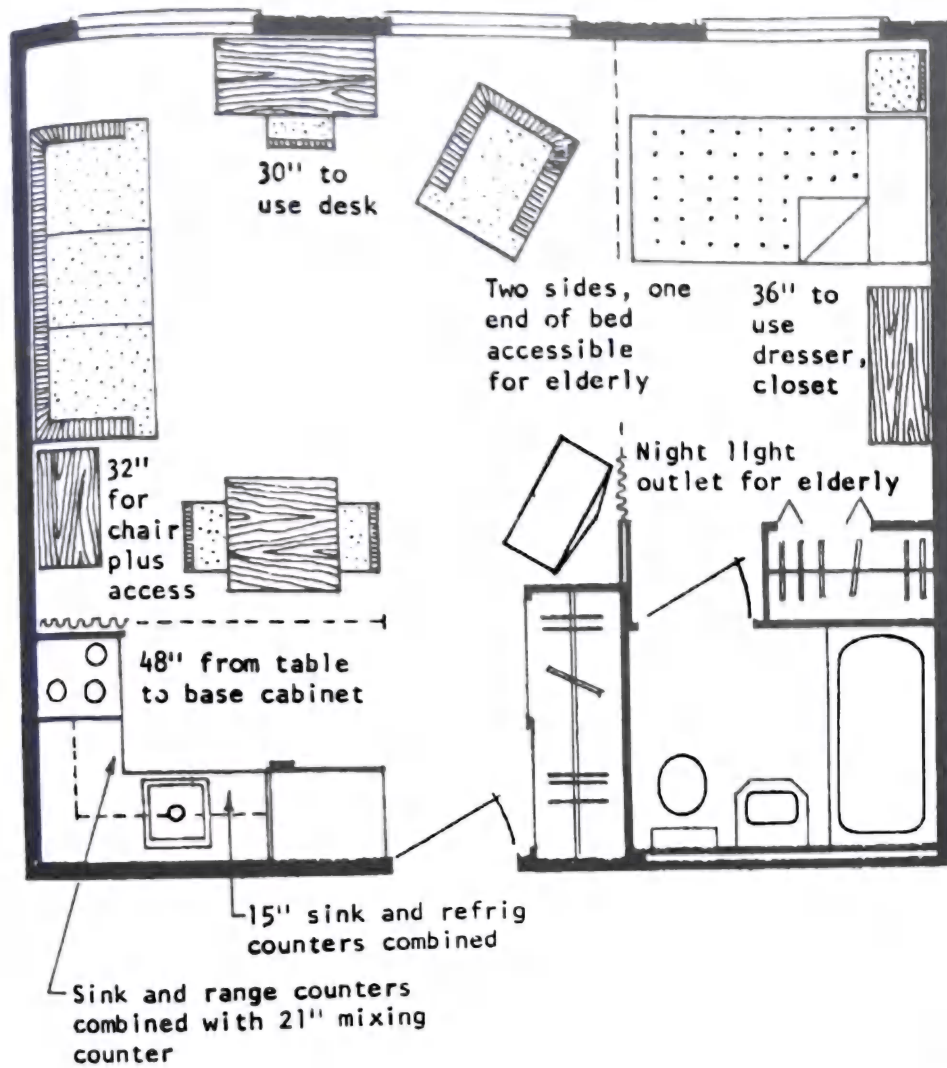 30" to
use desk
Two sides, one
end of bed
accessible
for elderly
36" to
use
dresser,
closet
32"
for
chair
plus
access
Night light
outlet for elderly
48" from table
to base cabinet
15" sink and refrig
counters combined
Sink and range counters
combined with 21" mixing
counter